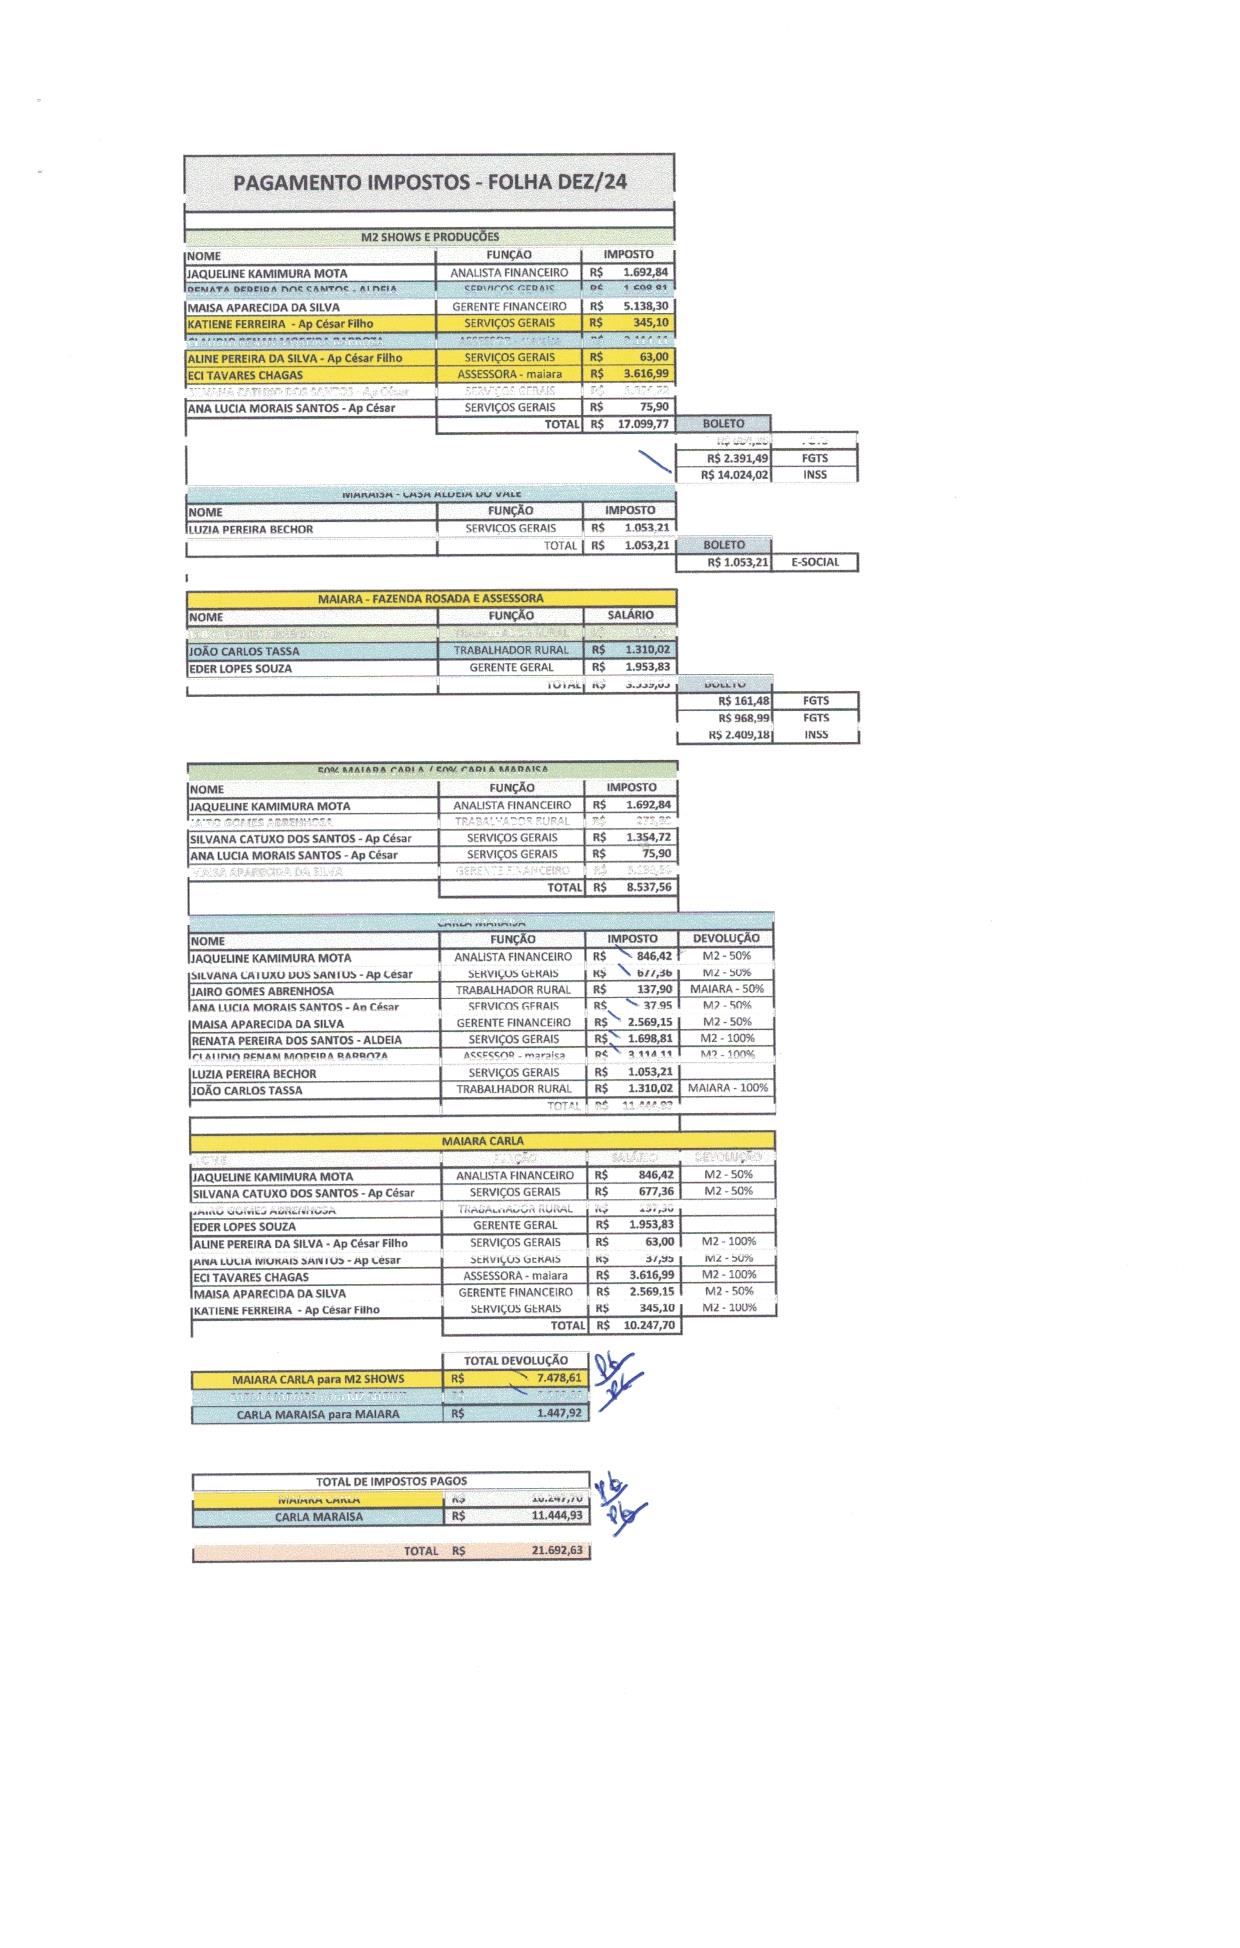 PAGAMENTO IMPOSTOS - FOLHA DEZ/24
M2 SHOWS E PRODUCÕES
NOME FUNÇÃO IMPOSTO
JAQUELINE KAMIMURA MOTA ANALISTA FINANCEIRO R$ 1.692,84
RENATA PEREIRA DOS SANTOS - ALDEIA SERVIÇOS GERAIS R$ 1.698,81
MAISA APARECIDA DA SILVA GERENTE FINANCEIRO R$ 5.138,30
KATIENE FERREIRA - Ap César Filho SERVIÇOS GERAIS R$ 345,10
CLAUDIO RENAN MOREIRA BARBOZA ASSESSOR - maraisa R$ 3.114,11
ALINE PEREIRA DA SILVA - Ap César Filho SERVIÇOS GERAIS R$ 63,00
ECI TAVARES CHAGAS ASSESSORA - maiara R$ 3.616,99
SILVANA CATUXO DOS SANTOS - Ap César SERVIÇOS GERAIS R$
ANA LUCIA MORAIS SANTOS - Ap César SERVIÇOS GERAIS R$ 75,90
TOTAL R$ 17.099,77 BOLETO
R$ FGTS
R$ 2.391,49 FGTS
R$ 14.024,02 INSS
MARAISA - CASA ALDEIA DO VALE
NOME FUNÇÃO IMPOSTO
LUZIA PEREIRA BECHOR SERVIÇOS GERAIS R$ 1.053,21
TOTAL R$ 1.053,21 BOLETO
R$ 1.053,21 E-SOCIAL
MAIARA - FAZENDA ROSADA E ASSESSORA
NOME FUNÇÃO SALÁRIO
TRABALHADOR RURAL R$
JOÃO CARLOS TASSA TRABALHADOR RURAL R$ 1.310,02
EDER LOPES SOUZA GERENTE GERAL R$ 1.953,83
TOTAL R$ 3.539,65 BOLETO
R$ 161,48 FGTS
R$ 968,99 FGTS
R$ 2.409,18 INSS
50% MAIARA CARLA / 50% CARLA MARAISA
NOME FUNÇÃO IMPOSTO
JAQUELINE KAMIMURA MOTA ANALISTA FINANCEIRO R$ 1.692,84
JAIRO GOMES ABRENHOSA TRABALHADOR RURAL R$
SILVANA CATUXO DOS SANTOS - Ap César SERVIÇOS GERAIS R$ 1.354,72
ANA LUCIA MORAIS SANTOS - Ap César SERVIÇOS GERAIS R$ 75,90
MAISA APARECIDA DA SILVA GERENTE FINANCEIRO R$
TOTAL R$ 8.537,56
CARLA MARAISA
NOME FUNÇÃO IMPOSTO DEVOLUÇÃO
JAQUELINE KAMIMURA MOTA ANALISTA FINANCEIRO R$ 846,42 M2 - 50%
SILVANA CATUXO DOS SANTOS - Ap César SERVIÇOS GERAIS R$ 677,36 M2 - 50%
JAIRO GOMES ABRENHOSA TRABALHADOR RURAL R$ 137,90 MAIARA - 50%
ANA LUCIA MORAIS SANTOS - Ap César SERVIÇOS GERAIS R$ 37,95 M2 - 50%
MAISA APARECIDA DA SILVA GERENTE FINANCEIRO R$ 2.569,15 M2 - 50%
RENATA PEREIRA DOS SANTOS - ALDEIA SERVIÇOS GERAIS R$ 1.698,81 M2 - 100%
CLAUDIO RENAN MOREIRA BARBOZA ASSESSOR - maraisa R$ 3.114,11 M2 - 100%
LUZIA PEREIRA BECHOR SERVIÇOS GERAIS R$ 1.053,21
JOÃO CARLOS TASSA TRABALHADOR RURAL R$ 1.310,02 MAIARA - 100%
TOTAL R$ 11.444,93
MAIARA CARLA
NOME FUNÇÃO SALÁRIO DEVOLUÇÃO
JAQUELINE KAMIMURA MOTA ANALISTA FINANCEIRO R$ 846,42 M2 - 50%
SILVANA CATUXO DOS SANTOS - Ap César SERVIÇOS GERAIS R$ 677,36 M2 - 50%
JAIRO GOMES ABRENHOSA TRABALHADOR RURAL R$ 137,90
EDER LOPES SOUZA GERENTE GERAL R$ 1.953,83
ALINE PEREIRA DA SILVA - Ap César Filho SERVIÇOS GERAIS R$ 63,00 M2 - 100%
ANA LUCIA MORAIS SANTOS - Ap César SERVIÇOS GERAIS R$ 37,95 M2 - 50%
ECI TAVARES CHAGAS ASSESSORA - maiara R$ 3.616,99 M2 - 100%
MAISA APARECIDA DA SILVA GERENTE FINANCEIRO R$ 2.569,15 M2 - 50%
KATIENE FERREIRA - Ap César Filho SERVIÇOS GERAIS R$ 345,10 M2 - 100%
TOTAL R$ 10.247,70
TOTAL DEVOLUÇÃO
MAIARA CARLA para M2 SHOWS R$ 7.478,61
CARLA MARAISA para M2 SHOWS R$
CARLA MARAISA para MAIARA R$ 1.447,92
TOTAL DE IMPOSTOS PAGOS
MAIARA CARLA R$ 10.247,70
CARLA MARAISA R$ 11.444,93
TOTAL R$ 21.692,63